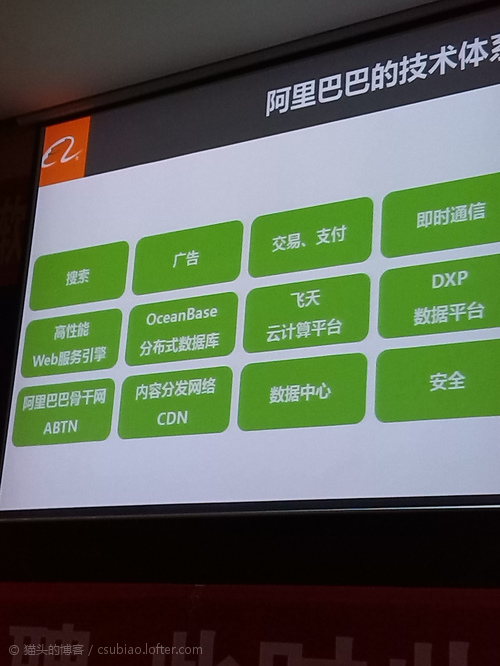 阿里巴巴的技术体系
搜索
广告
交易、支付
即时通信
高性能
Web服务引擎
OceanBase
分布式数据库
飞天
云计算平台
DXP
数据平台
阿里巴巴骨干网
ABTN
内容分发网络
CDN
数据中心
安全
© 猫头的博客 / csubiao.lofter.com